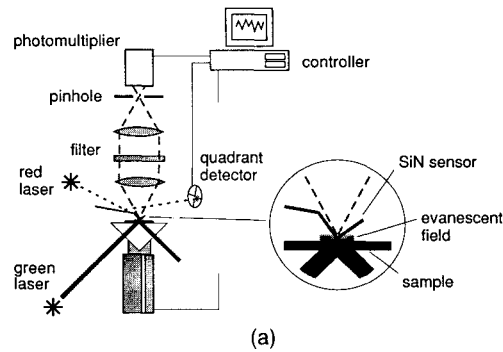 photomultiplier
controller
pinhole
filter
quadrant
detector
red
laser
SiN sensor
evanescent
field
green
laser
sample
(a)